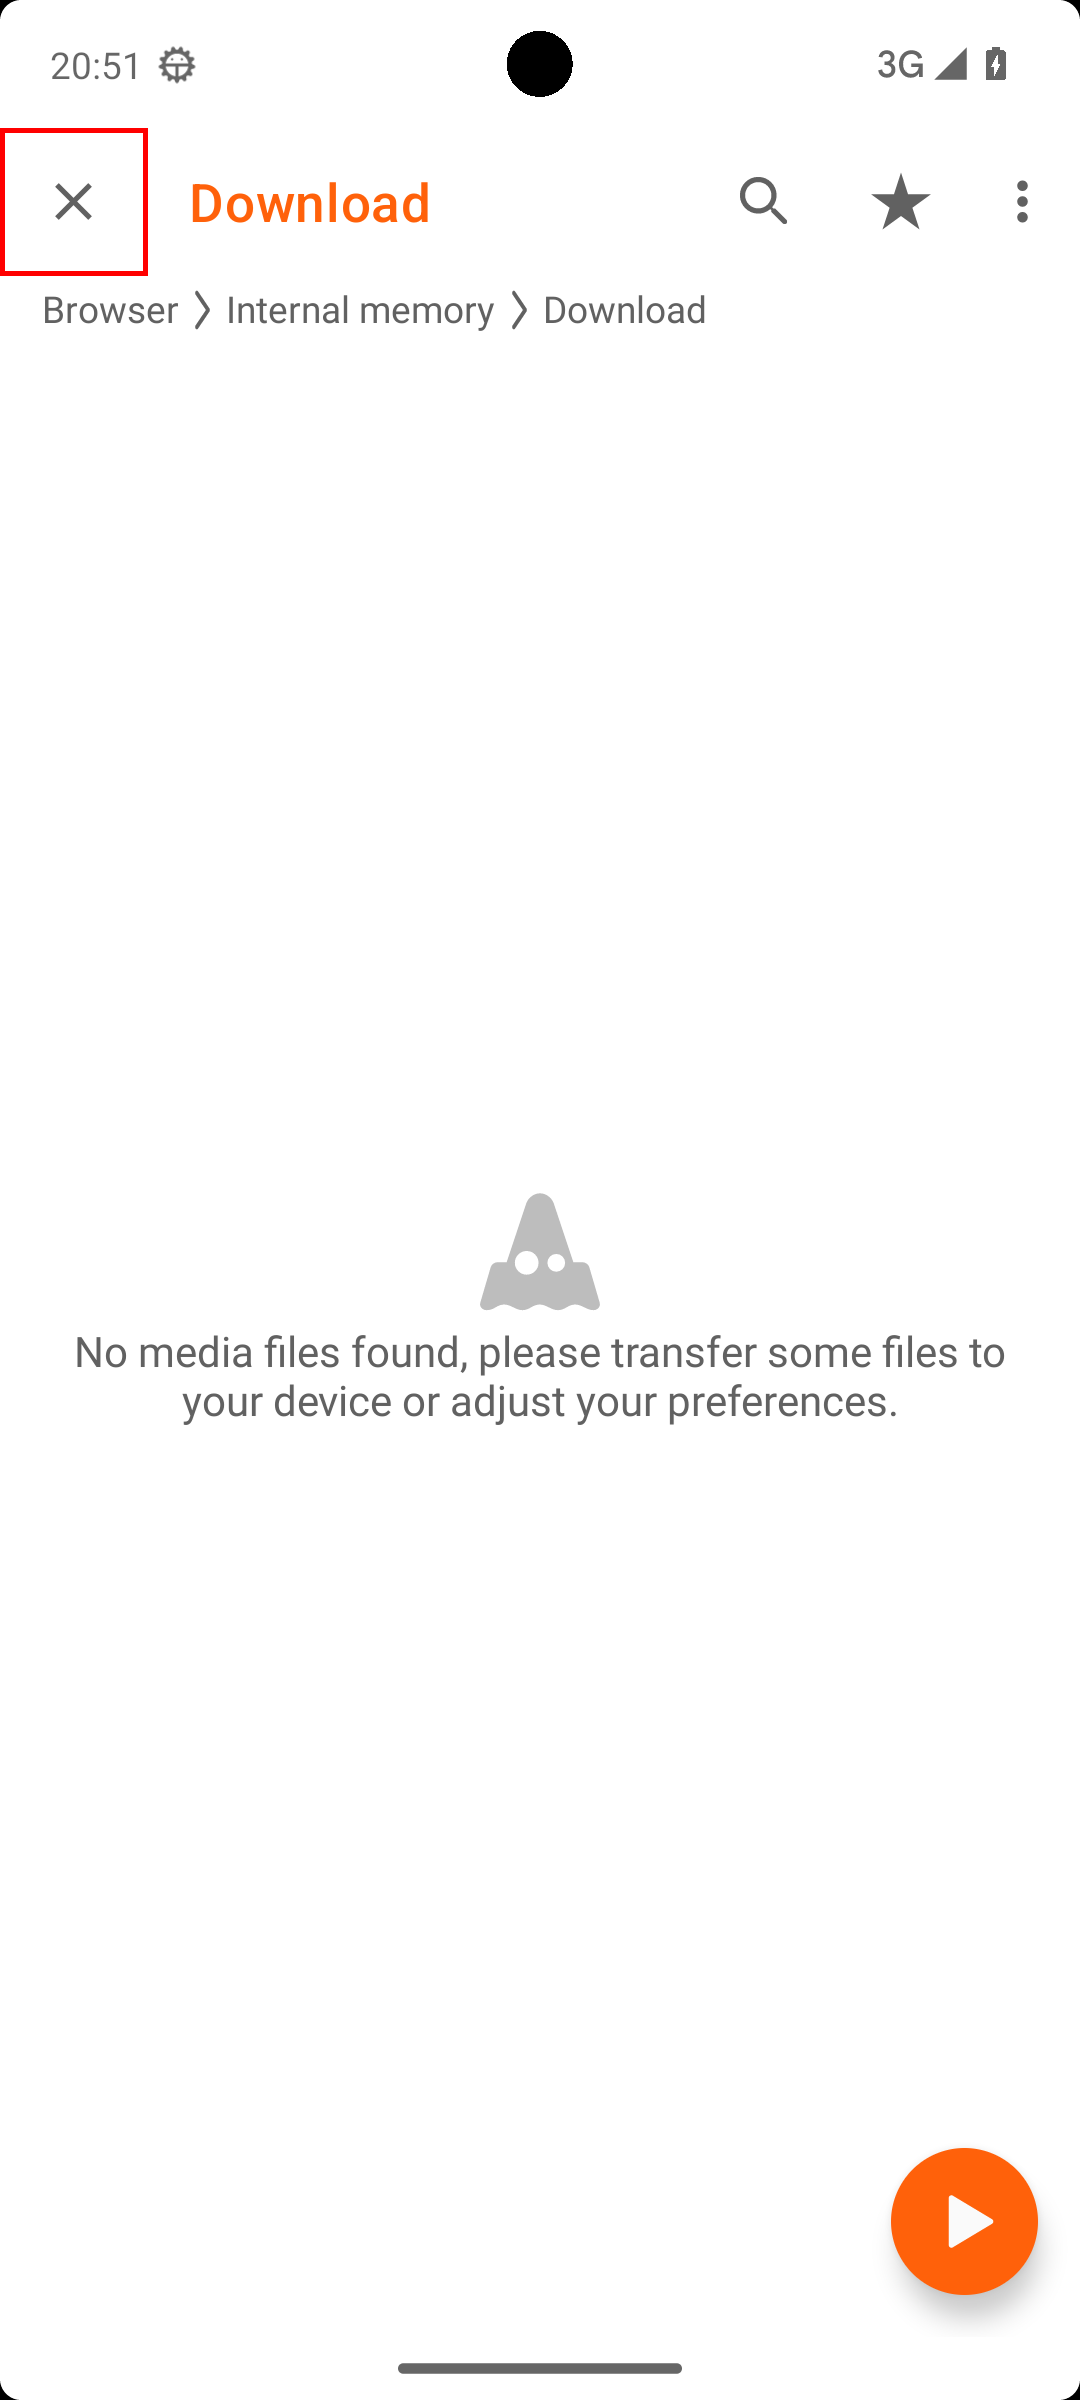 20:51 3G
Download
Browser Internal memory Download
No media files found, please transfer some files to
your device or adjust your preferences.